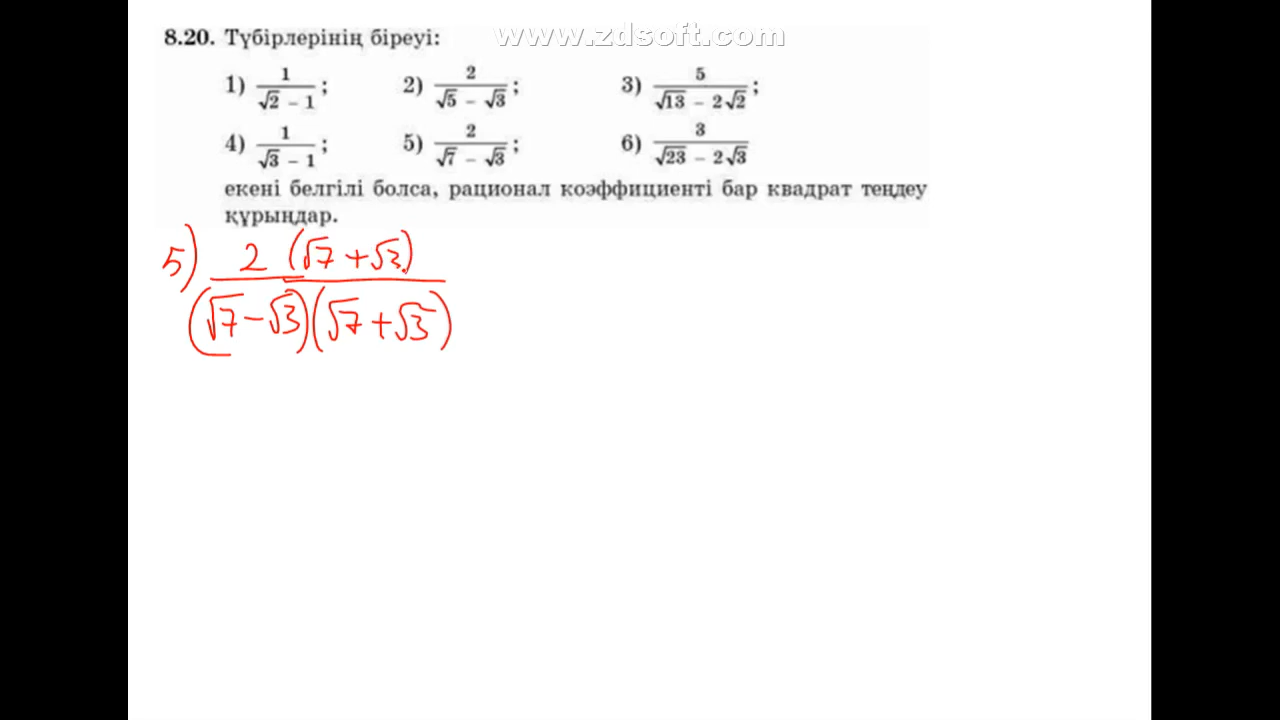 www.zdsoft.com
8.20. Түбірлерінің біреуі:
1) 1/(√2 – 1); 2) 2/(√5 – √3); 3) 5/(√13 – 2√2);
4) 1/(√3 – 1); 5) 2/(√7 – √3); 6) 3/(√23 – 2√3)
екені белгілі болса, рационал коэффициенті бар квадрат теңдеу
құрыңдар.
5) 2 (√7 + √3)
(√7 – √3)(√7 + √3)